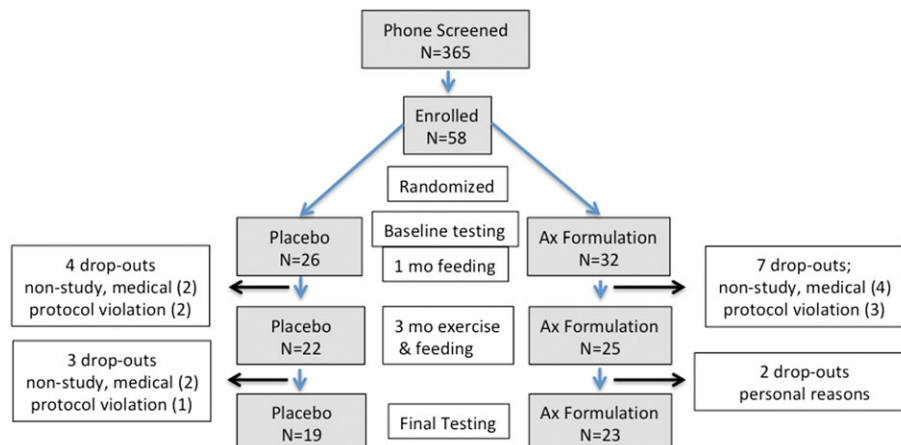 Phone Screened
N=365
Enrolled
N=58
Randomized
Baseline testing
Placebo
N=26
1 mo feeding
Ax Formulation
N=32
4 drop-outs
non-study, medical (2)
protocol violation (2)
7 drop-outs;
non-study, medical (4)
protocol violation (3)
Placebo
N=22
3 mo exercise
& feeding
Ax Formulation
N=25
3 drop-outs
non-study, medical (2)
protocol violation (1)
2 drop-outs
personal reasons
Placebo
N=19
Final Testing
Ax Formulation
N=23